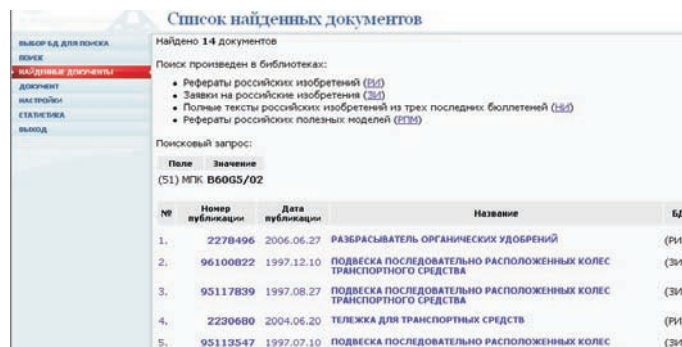 Список найденных документов
ВЫБОР БД ДЛЯ ПОИСКА
ПОИСК
НАЙДЕННЫЕ ДОКУМЕНТЫ
ДОКУМЕНТ
НАСТРОЙКИ
СТАТИСТИКА
ВЫХОД
Найдено 14 документов
Поиск произведен в библиотеках:
• Рефераты российских изобретений (РИ)
• Заявки на российские изобретения (ЗИ)
• Полные тексты российских изобретений из трех последних бюллетеней (НИ)
• Рефераты российских полезных моделей (РПМ)
Поисковый запрос:
Поле Значение
(51) МПК B60G5/02
№ Номер публикации Дата публикации Название БД
1. 2278496 2006.06.27 РАЗБРАСЫВАТЕЛЬ ОРГАНИЧЕСКИХ УДОБРЕНИЙ (РИ
2. 96100822 1997.12.10 ПОДВЕСКА ПОСЛЕДОВАТЕЛЬНО РАСПОЛОЖЕННЫХ КОЛЕС (ЗИ
ТРАНСПОРТНОГО СРЕДСТВА
3. 95117839 1997.08.27 ПОДВЕСКА ПОСЛЕДОВАТЕЛЬНО РАСПОЛОЖЕННЫХ КОЛЕС (ЗИ
ТРАНСПОРТНОГО СРЕДСТВА
4. 2230680 2004.06.20 ТЕЛЕЖКА ДЛЯ ТРАНСПОРТНЫХ СРЕДСТВ (РИ
5. 95113547 1997.07.10 ПОДВЕСКА ПОСЛЕДОВАТЕЛЬНО РАСПОЛОЖЕННЫХ КОЛЕС (ЗИ